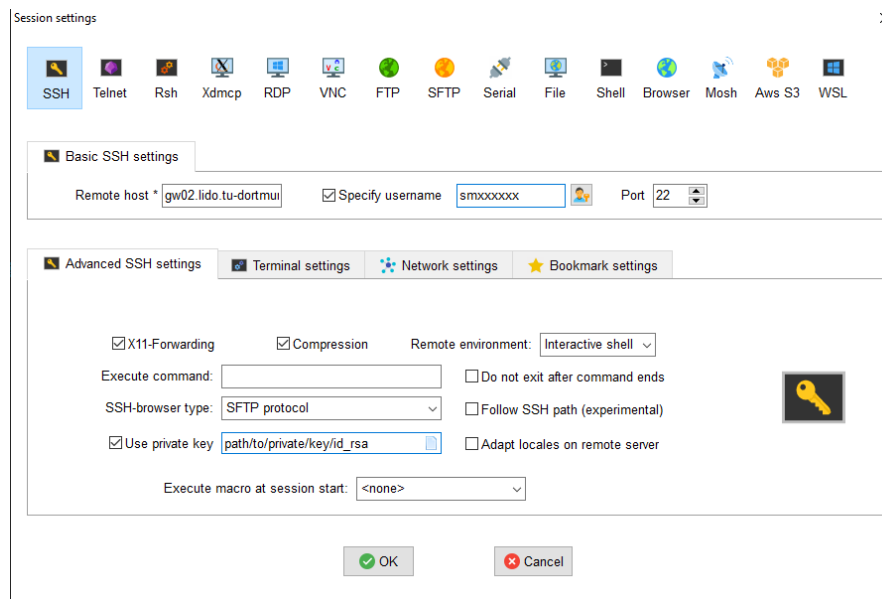 Session settings
SSH Telnet Rsh Xdmcp RDP VNC FTP SFTP Serial File Shell Browser Mosh Aws S3 WSL
Basic SSH settings
Remote host * gw02.lido.tu-dortmun Specify username smxxxxxx Port 22
Advanced SSH settings Terminal settings Network settings Bookmark settings
X11-Forwarding Compression Remote environment: Interactive shell
Execute command: Do not exit after command ends
SSH-browser type: SFTP protocol Follow SSH path (experimental)
Use private key path/to/private/key/id_rsa Adapt locales on remote server
Execute macro at session start: <none>
OK Cancel